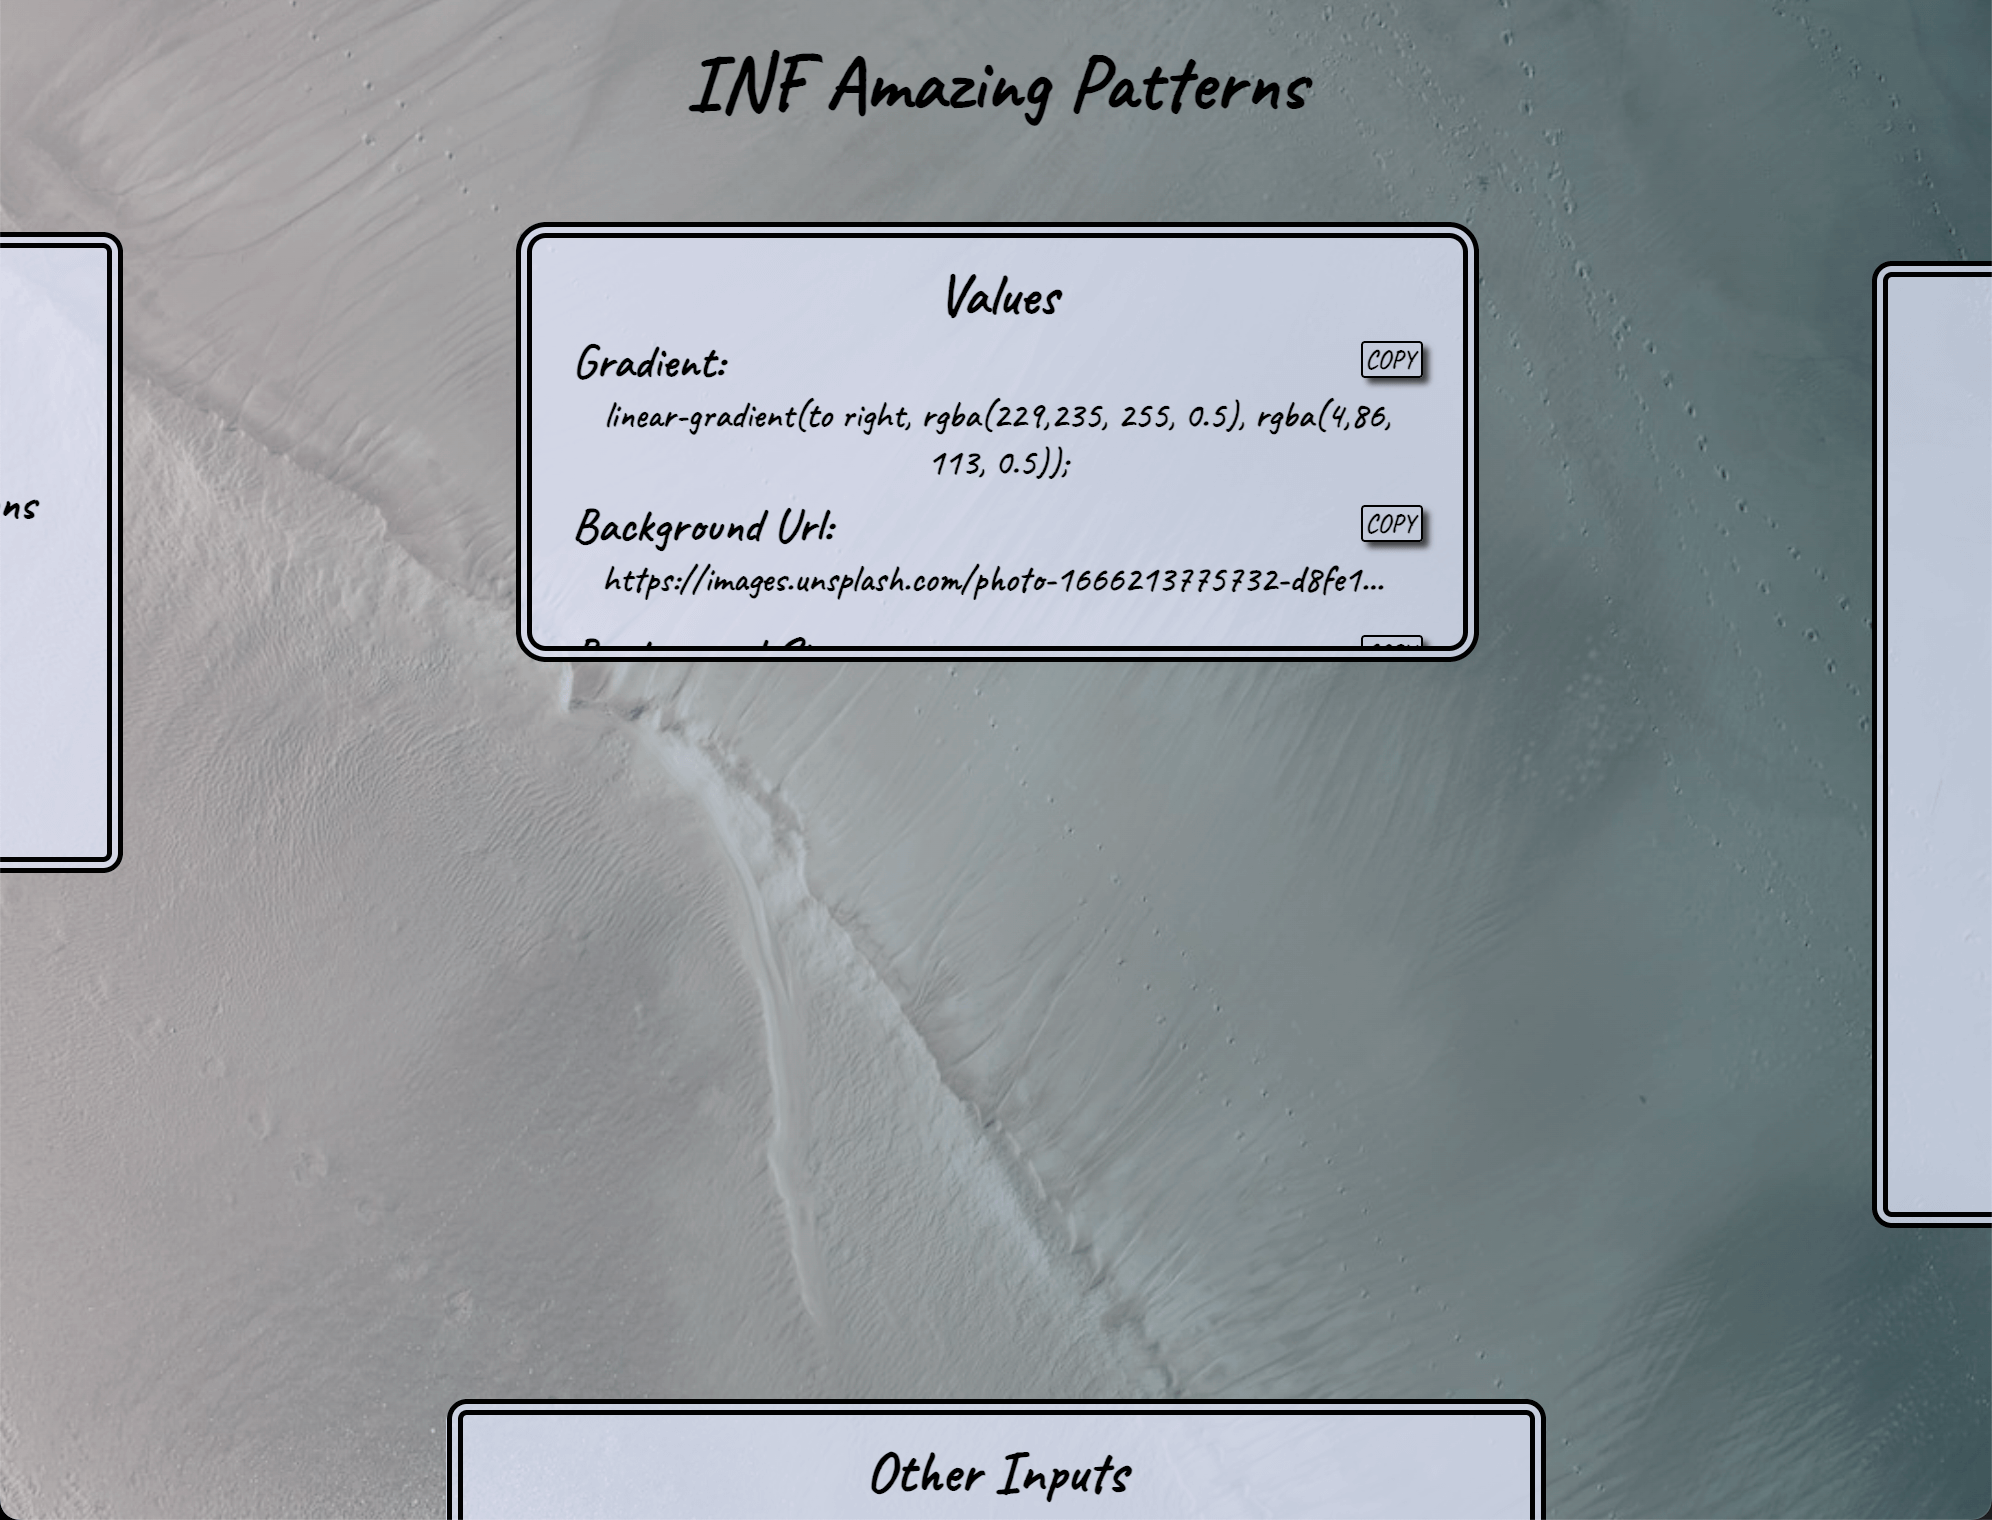 INF Amazing Patterns
Values
Gradient:
COPY
linear-gradient(to right, rgba(229,235, 255, 0.5), rgba(4,86,
113, 0.5));
ns
Background Url:
COPY
https://images.unsplash.com/photo-1666213775732-d8fe1...
Other Inputs